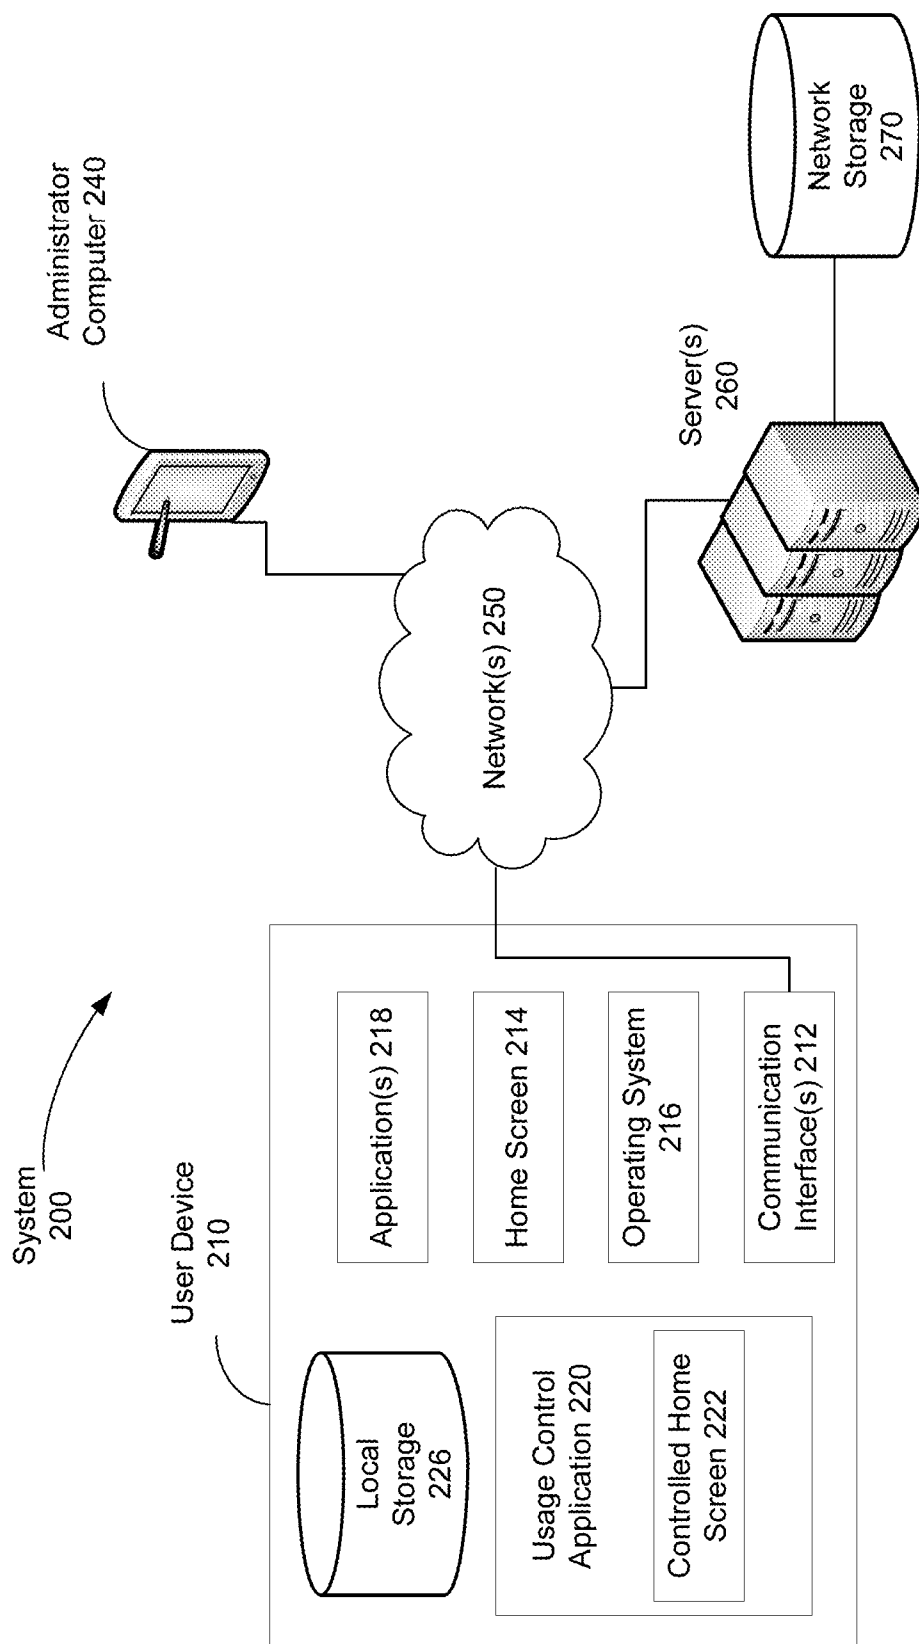 System
200
User Device
210
Local
Storage
226
Usage Control
Application 220
Controlled Home
Screen 222
Application(s) 218
Home Screen 214
Operating System
216
Communication
Interface(s) 212
Network(s) 250
Administrator
Computer 240
Server(s)
260
Network
Storage
270